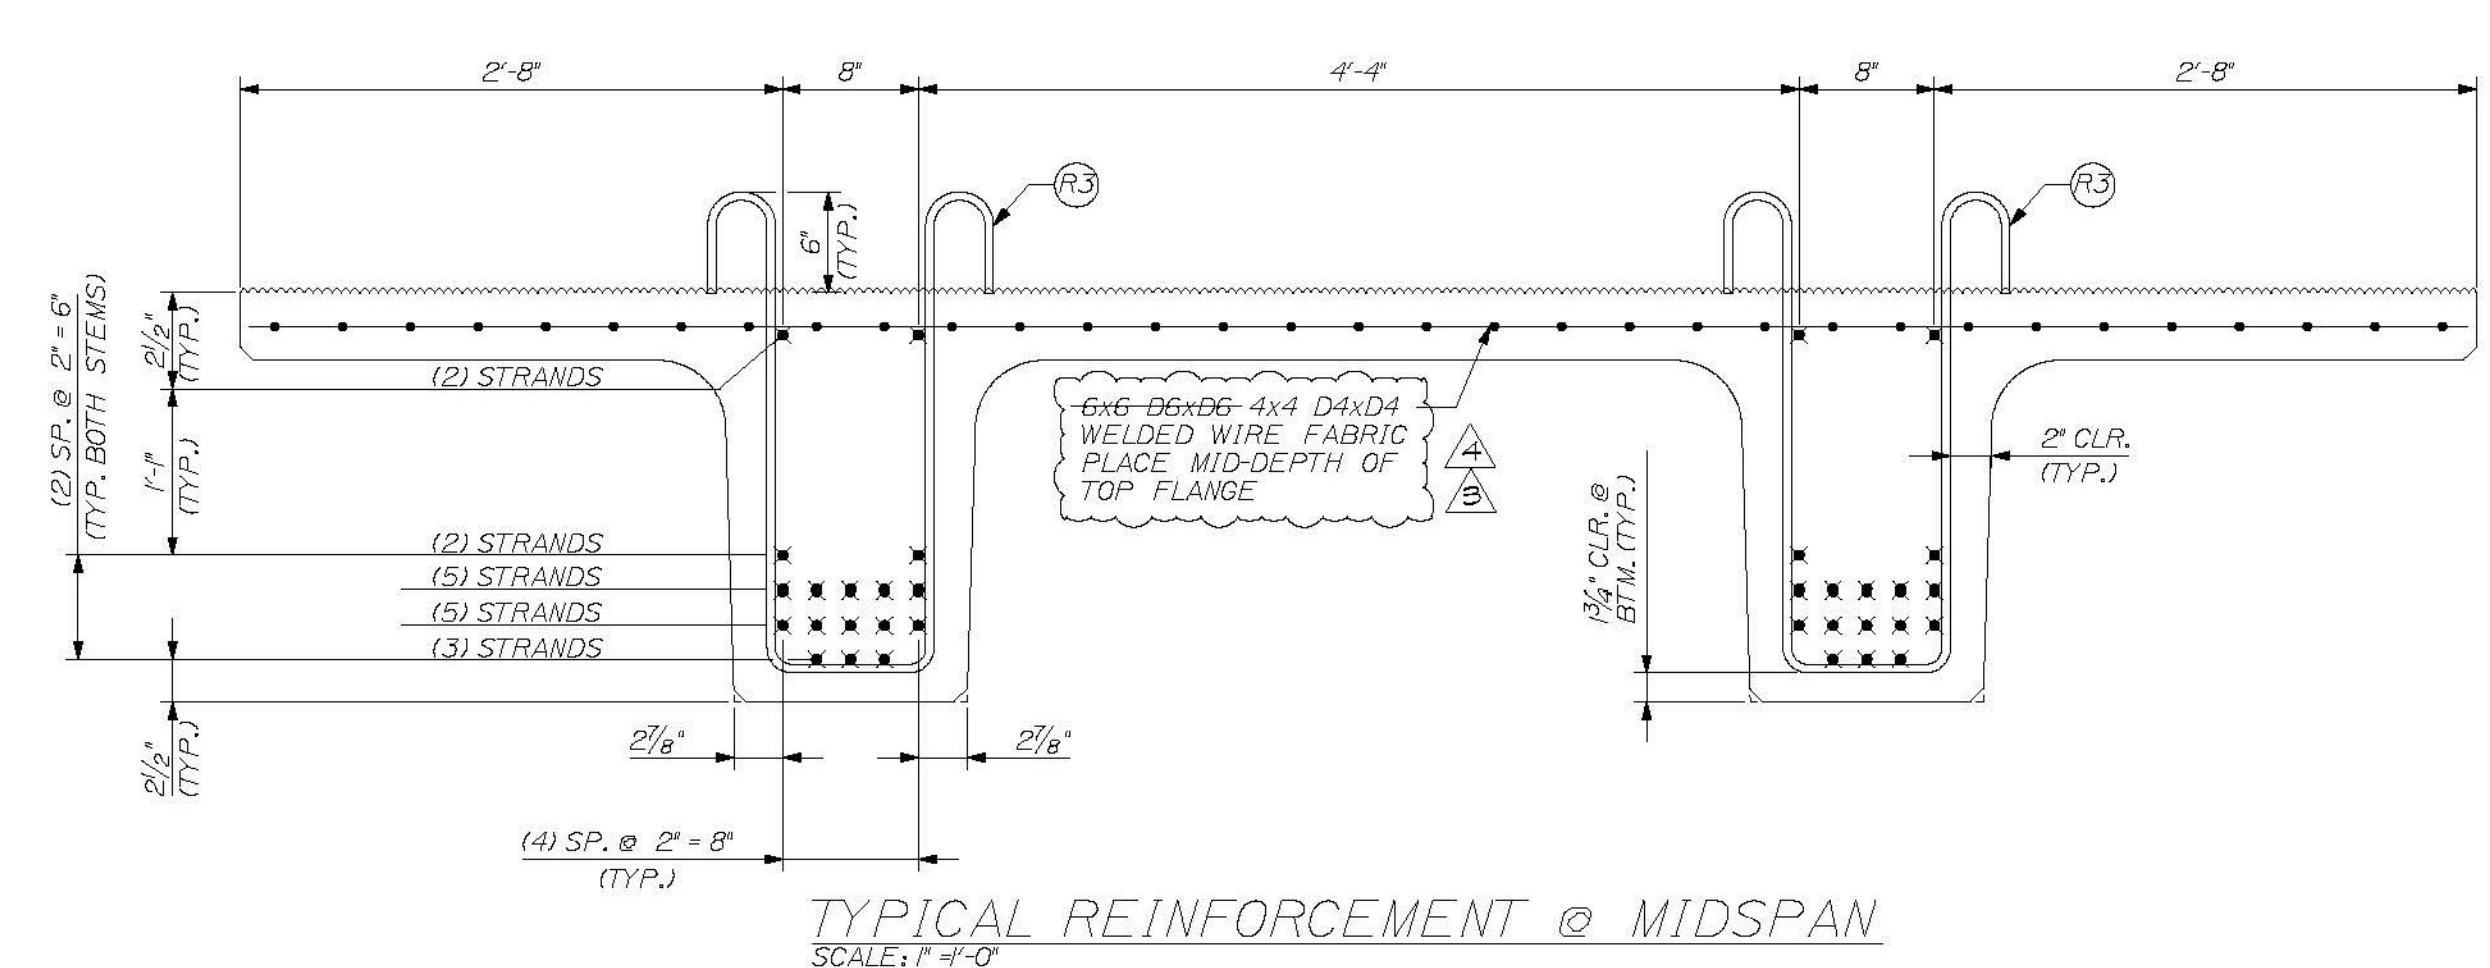 2'-8"
8"
4'-4"
8"
2'-8"
R3
R3
6"
(TYP.)
(2) SP. @ 2" = 6"
(TYP. BOTH STEMS)
2 1/2"
(TYP.)
(2) STRANDS
1'-1"
(TYP.)
6x6 D6xD6 4x4 D4xD4
WELDED WIRE FABRIC
PLACE MID-DEPTH OF
TOP FLANGE
4
3
2" CLR.
(TYP.)
1 3/4" CLR. @
BTM. (TYP.)
(2) STRANDS
(5) STRANDS
(5) STRANDS
(3) STRANDS
2 1/2"
(TYP.)
2 7/8"
2 7/8"
(4) SP. @ 2" = 8"
(TYP.)
TYPICAL REINFORCEMENT @ MIDSPAN
SCALE: 1" =1'-0"